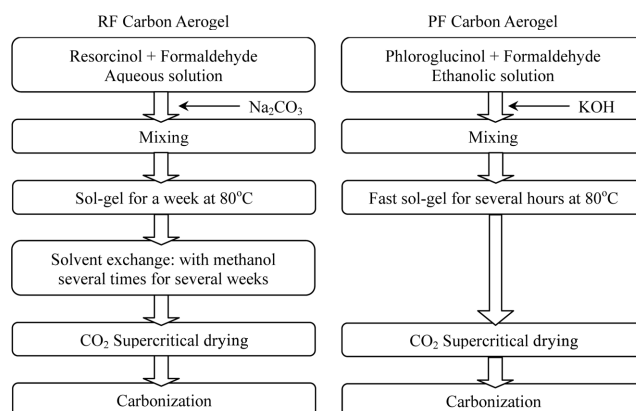 RF Carbon Aerogel
Resorcinol + Formaldehyde
Aqueous solution
Na₂CO₃
Mixing
Sol-gel for a week at 80°C
Solvent exchange: with methanol
several times for several weeks
CO₂ Supercritical drying
Carbonization
PF Carbon Aerogel
Phloroglucinol + Formaldehyde
Ethanolic solution
KOH
Mixing
Fast sol-gel for several hours at 80°C
CO₂ Supercritical drying
Carbonization